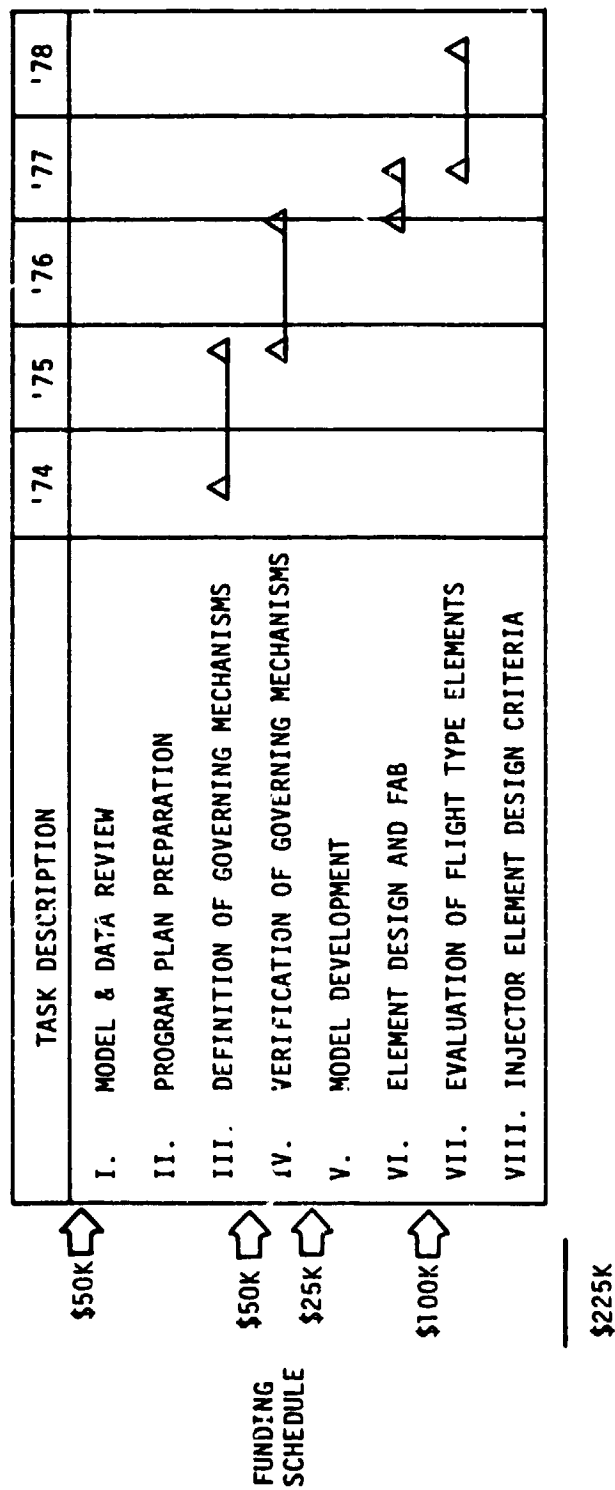 TASK DESCRIPTION
'74
'75
'76
'77
'78
I. MODEL & DATA REVIEW
II. PROGRAM PLAN PREPARATION
III. DEFINITION OF GOVERNING MECHANISMS
IV. VERIFICATION OF GOVERNING MECHANISMS
V. MODEL DEVELOPMENT
VI. ELEMENT DESIGN AND FAB
VII. EVALUATION OF FLIGHT TYPE ELEMENTS
VIII. INJECTOR ELEMENT DESIGN CRITERIA
FUNDING
SCHEDULE
$50K
$50K
$25K
$100K
$225K